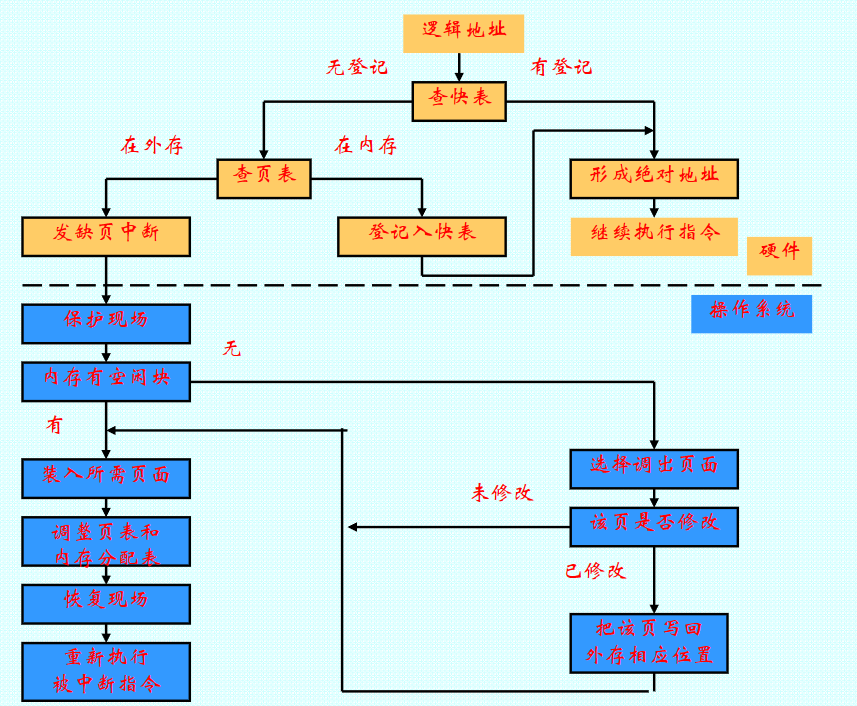 逻辑地址
无登记
有登记
查快表
在外存
在内存
查页表
形成绝对地址
发缺页中断
登记入快表
继续执行指令
硬件
操作系统
保护现场
无
内存有空闲块
有
装入所需页面
选择调出页面
未修改
该页是否修改
调整页表和
内存分配表
已修改
恢复现场
把该页写回
外存相应位置
重新执行
被中断指令